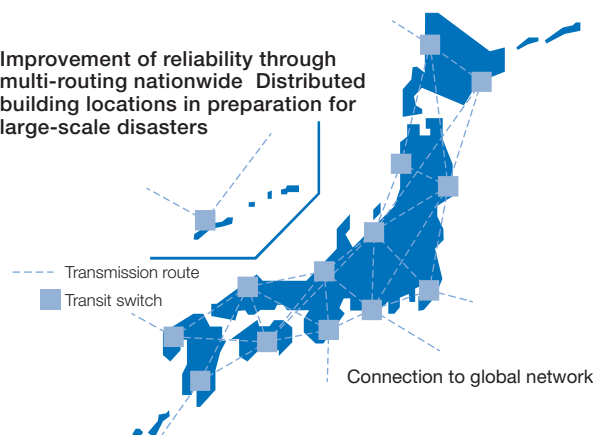 Improvement of reliability through
multi-routing nationwide Distributed
building locations in preparation for
large-scale disasters
Transmission route
Transit switch
Connection to global network